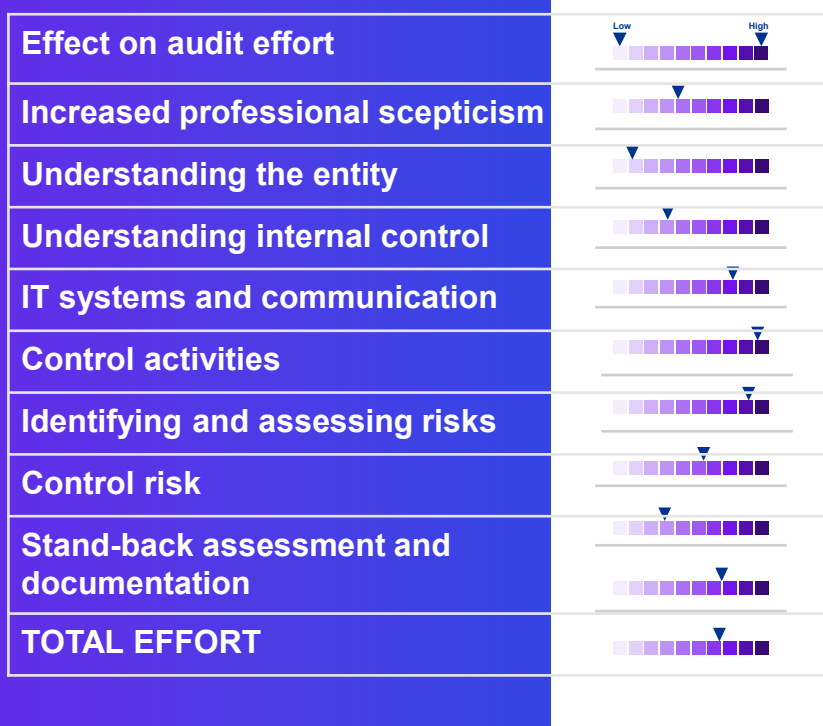 Effect on audit effort
Low
High
Increased professional scepticism
Understanding the entity
Understanding internal control
IT systems and communication
Control activities
Identifying and assessing risks
Control risk
Stand-back assessment and
documentation
TOTAL EFFORT